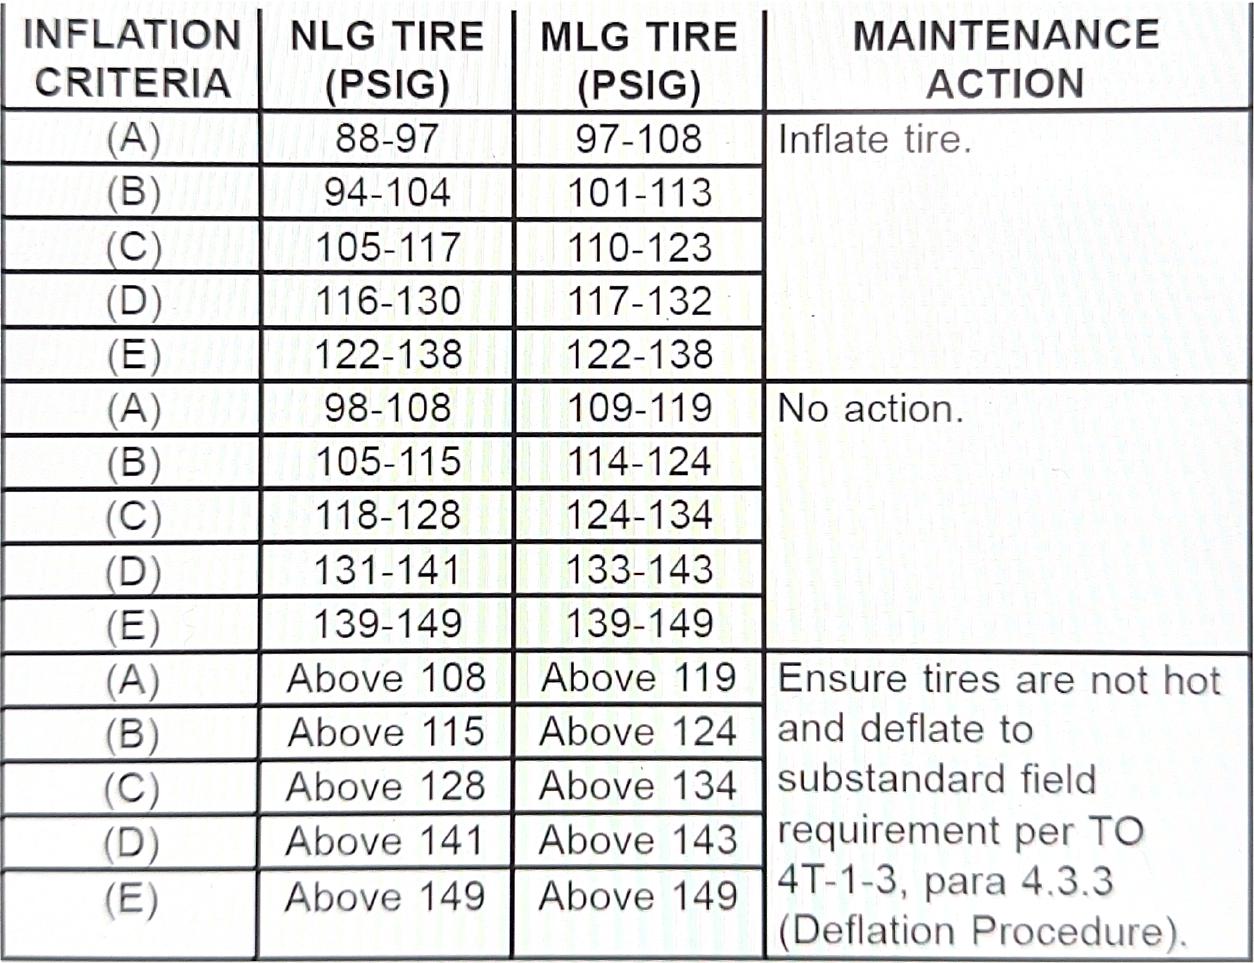 INFLATION CRITERIA | NLG TIRE (PSIG) | MLG TIRE (PSIG) | MAINTENANCE ACTION
(A) | 88-97 | 97-108 | Inflate tire.
(B) | 94-104 | 101-113
(C) | 105-117 | 110-123
(D) | 116-130 | 117-132
(E) | 122-138 | 122-138
(A) | 98-108 | 109-119 | No action.
(B) | 105-115 | 114-124
(C) | 118-128 | 124-134
(D) | 131-141 | 133-143
(E) | 139-149 | 139-149
(A) | Above 108 | Above 119 | Ensure tires are not hot
(B) | Above 115 | Above 124 | and deflate to
(C) | Above 128 | Above 134 | substandard field
(D) | Above 141 | Above 143 | requirement per TO
(E) | Above 149 | Above 149 | 4T-1-3, para 4.3.3
(Deflation Procedure).